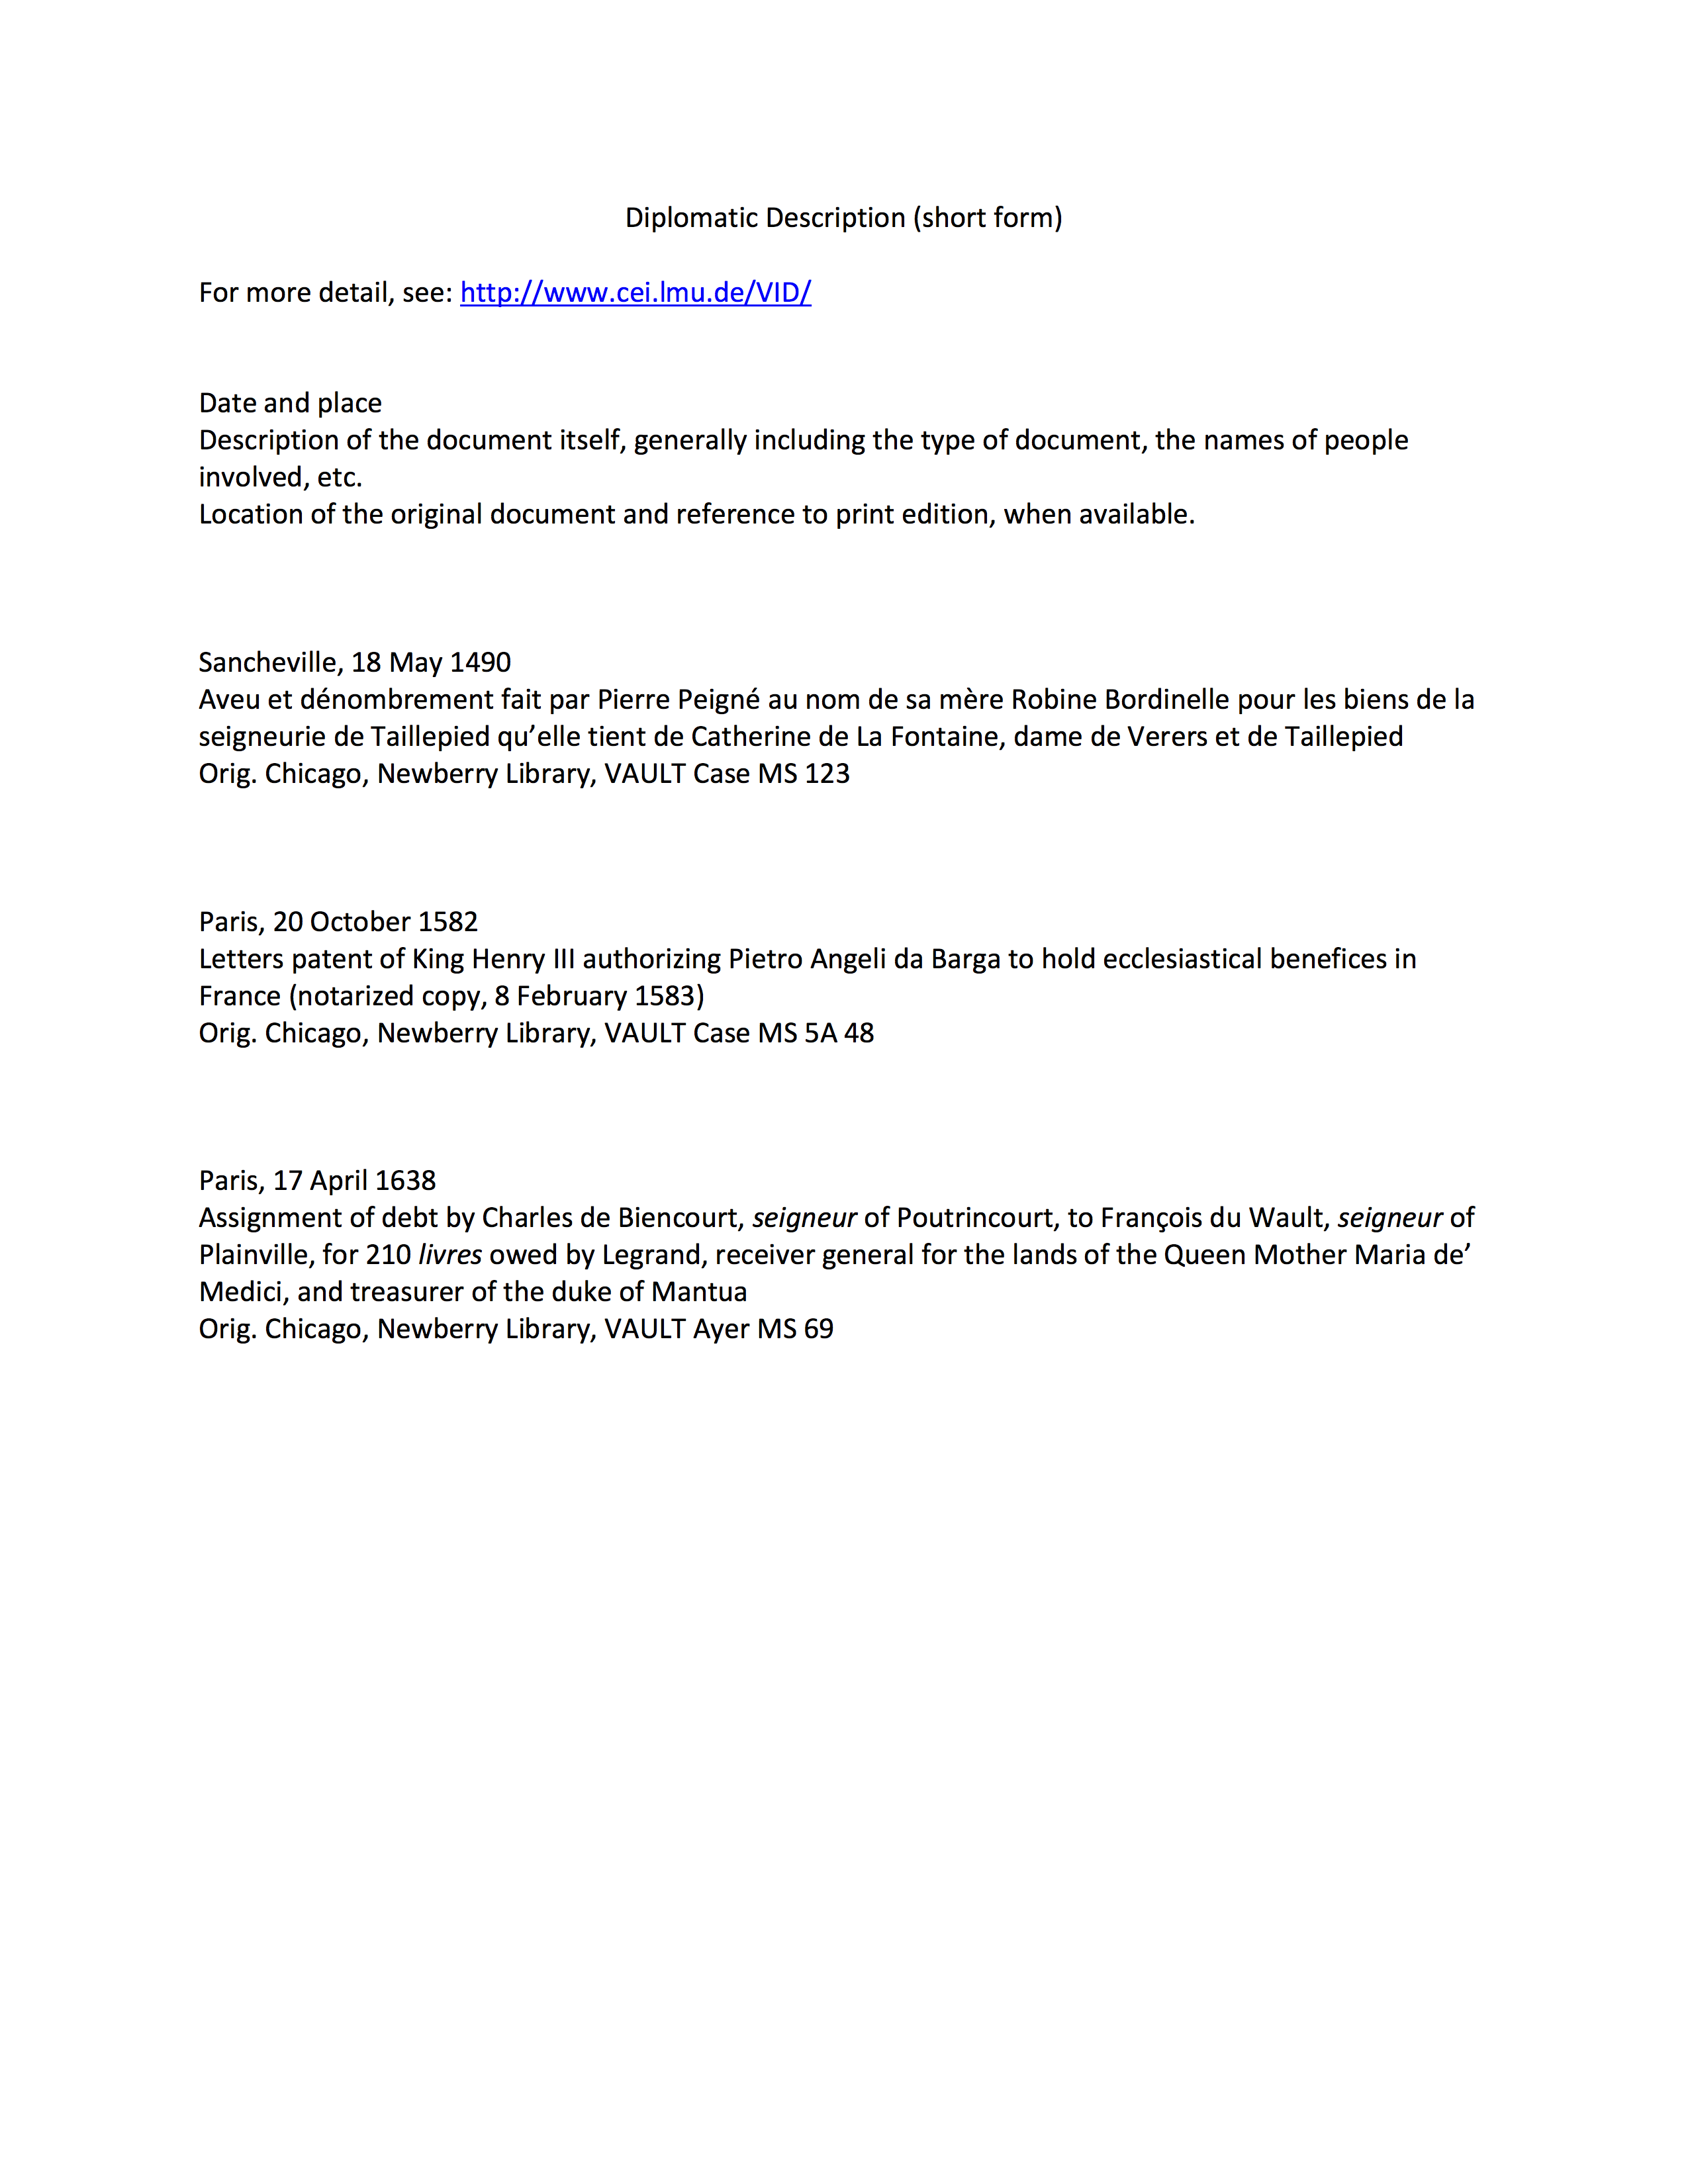 Diplomatic Description (short form)
For more detail, see: http://www.cei.lmu.de/VID/
Date and place
Description of the document itself, generally including the type of document, the names of people
involved, etc.
Location of the original document and reference to print edition, when available.
Sancheville, 18 May 1490
Aveu et dénombrement fait par Pierre Peigné au nom de sa mère Robine Bordinelle pour les biens de la
seigneurie de Taillepied qu’elle tient de Catherine de La Fontaine, dame de Verers et de Taillepied
Orig. Chicago, Newberry Library, VAULT Case MS 123
Paris, 20 October 1582
Letters patent of King Henry III authorizing Pietro Angeli da Barga to hold ecclesiastical benefices in
France (notarized copy, 8 February 1583)
Orig. Chicago, Newberry Library, VAULT Case MS 5A 48
Paris, 17 April 1638
Assignment of debt by Charles de Biencourt, seigneur of Poutrincourt, to François du Wault, seigneur of
Plainville, for 210 livres owed by Legrand, receiver general for the lands of the Queen Mother Maria de’
Medici, and treasurer of the duke of Mantua
Orig. Chicago, Newberry Library, VAULT Ayer MS 69